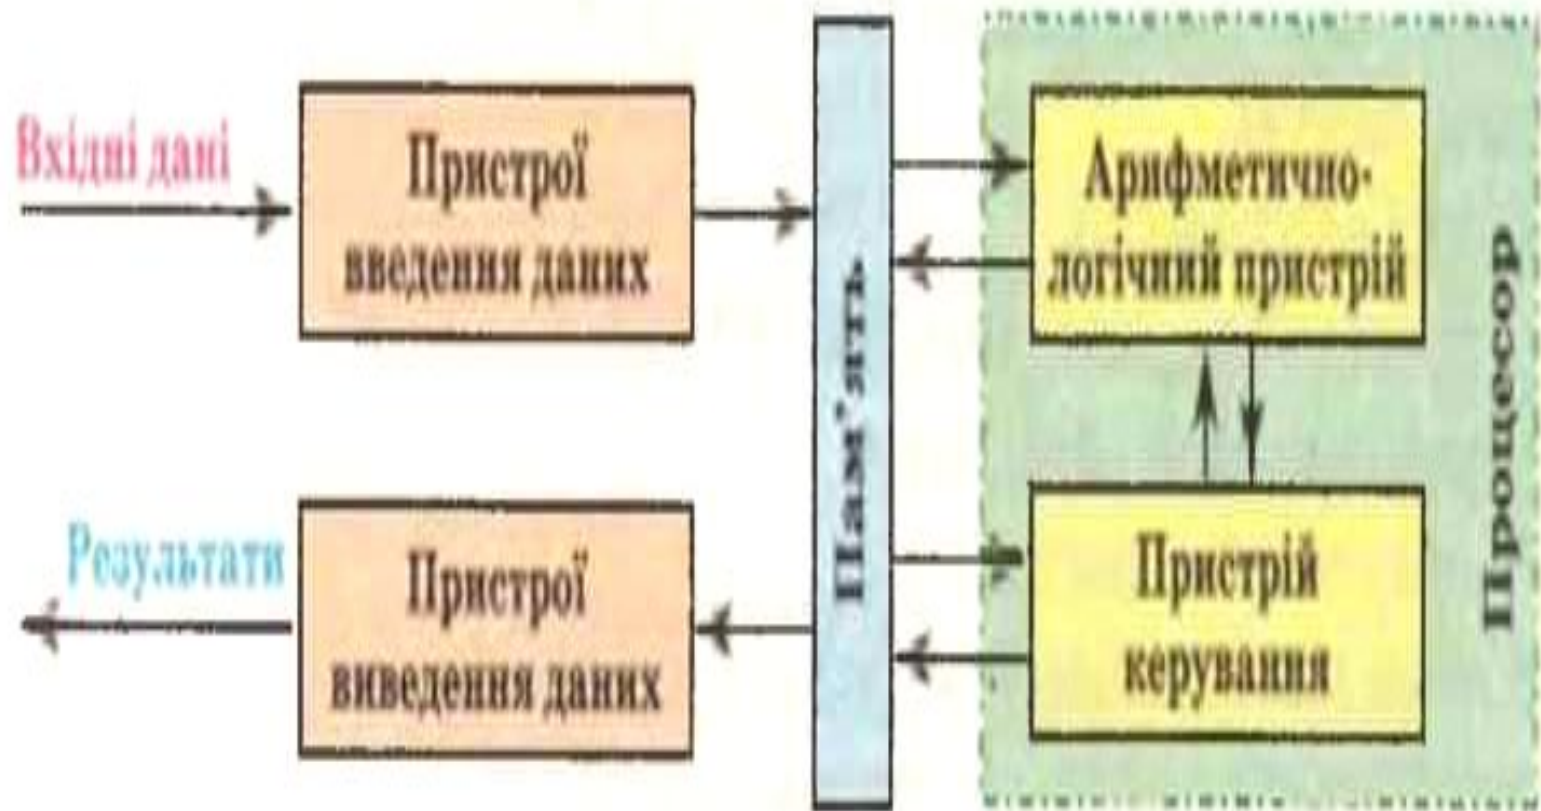 Вхідні дані
Пристрої
введення даних
Пам'ять
Арифметично-
логічний пристрій
Процесор
Результати
Пристрої
виведення даних
Пристрій
керування